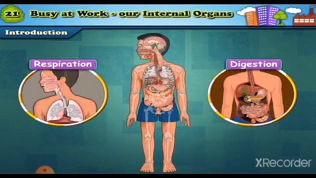 21 Busy at Work - our Internal Organs
Introduction
Respiration
Digestion
XRecorder